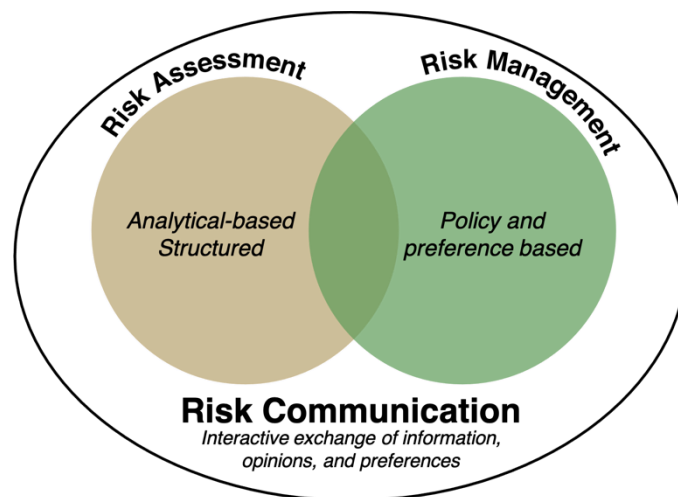 Risk Assessment
Risk Management
Analytical-based
Structured
Policy and
preference based
Risk Communication
Interactive exchange of information,
opinions, and preferences